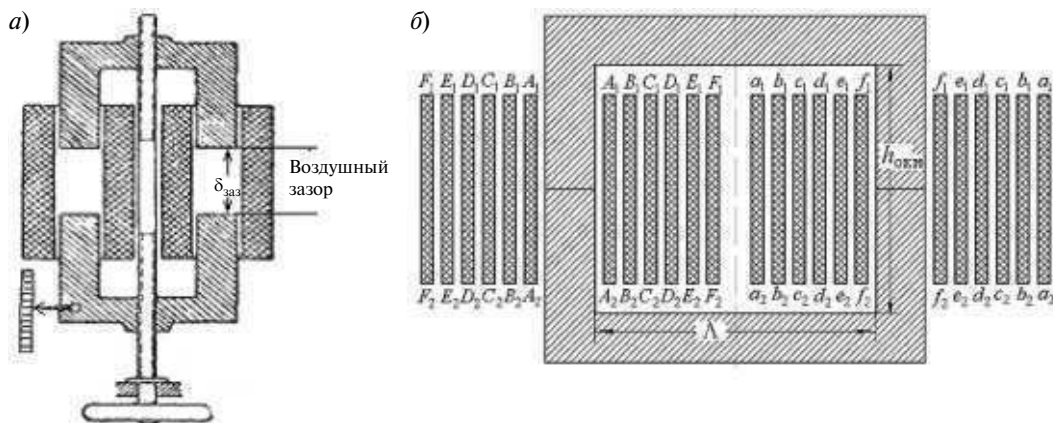 а) б)
Воздушный
зазор
δзаз
F₁ E₁ D₁ C₁ B₁ A₁
A₁ B₁ C₁ D₁ E₁ F₁
a₁ b₁ c₁ d₁ e₁ f₁
f₁ e₁ d₁ c₁ b₁ a₁
hокн
F₂ E₂ D₂ C₂ B₂ A₂
A₂ B₂ C₂ D₂ E₂ F₂
a₂ b₂ c₂ d₂ e₂ f₂
f₂ e₂ d₂ c₂ b₂ a₂
Λ